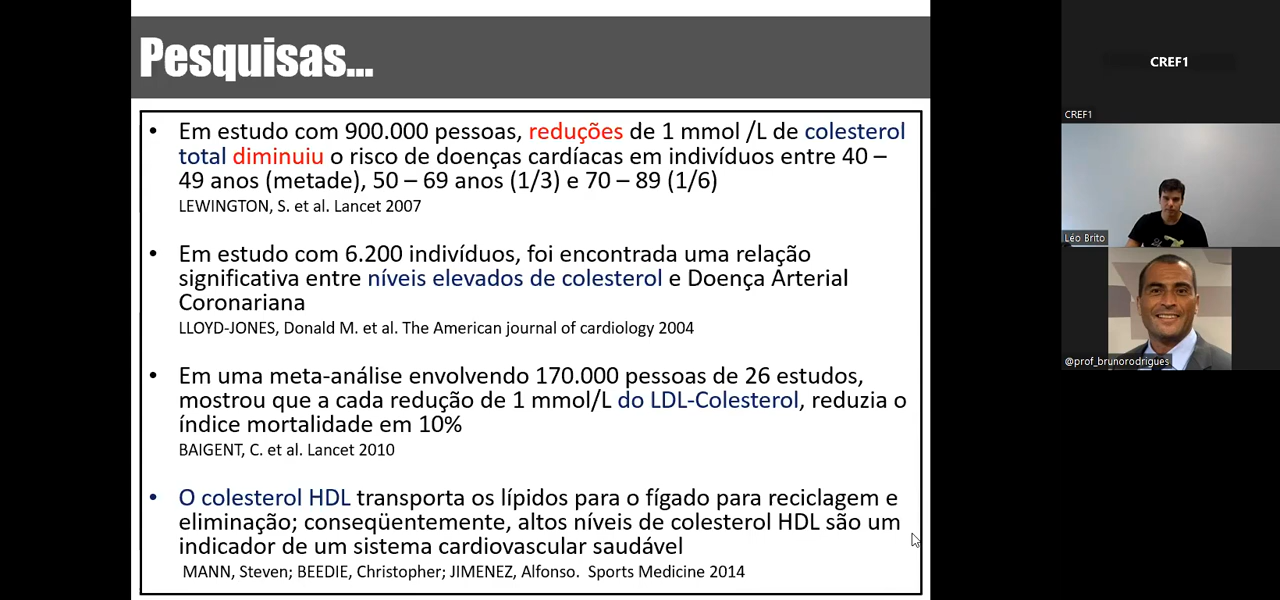 Pesquisas...
• Em estudo com 900.000 pessoas, reduções de 1 mmol /L de colesterol
total diminuiu o risco de doenças cardíacas em indivíduos entre 40 –
49 anos (metade), 50 – 69 anos (1/3) e 70 – 89 (1/6)
LEWINGTON, S. et al. Lancet 2007
• Em estudo com 6.200 indivíduos, foi encontrada uma relação
significativa entre níveis elevados de colesterol e Doença Arterial
Coronariana
LLOYD-JONES, Donald M. et al. The American journal of cardiology 2004
• Em uma meta-análise envolvendo 170.000 pessoas de 26 estudos,
mostrou que a cada redução de 1 mmol/L do LDL-Colesterol, reduzia o
índice mortalidade em 10%
BAIGENT, C. et al. Lancet 2010
• O colesterol HDL transporta os lípidos para o fígado para reciclagem e
eliminação; conseqüentemente, altos níveis de colesterol HDL são um
indicador de um sistema cardiovascular saudável
MANN, Steven; BEEDIE, Christopher; JIMENEZ, Alfonso. Sports Medicine 2014
CREF1
CREF1
Léo Brito
@prof_brunorodrigues